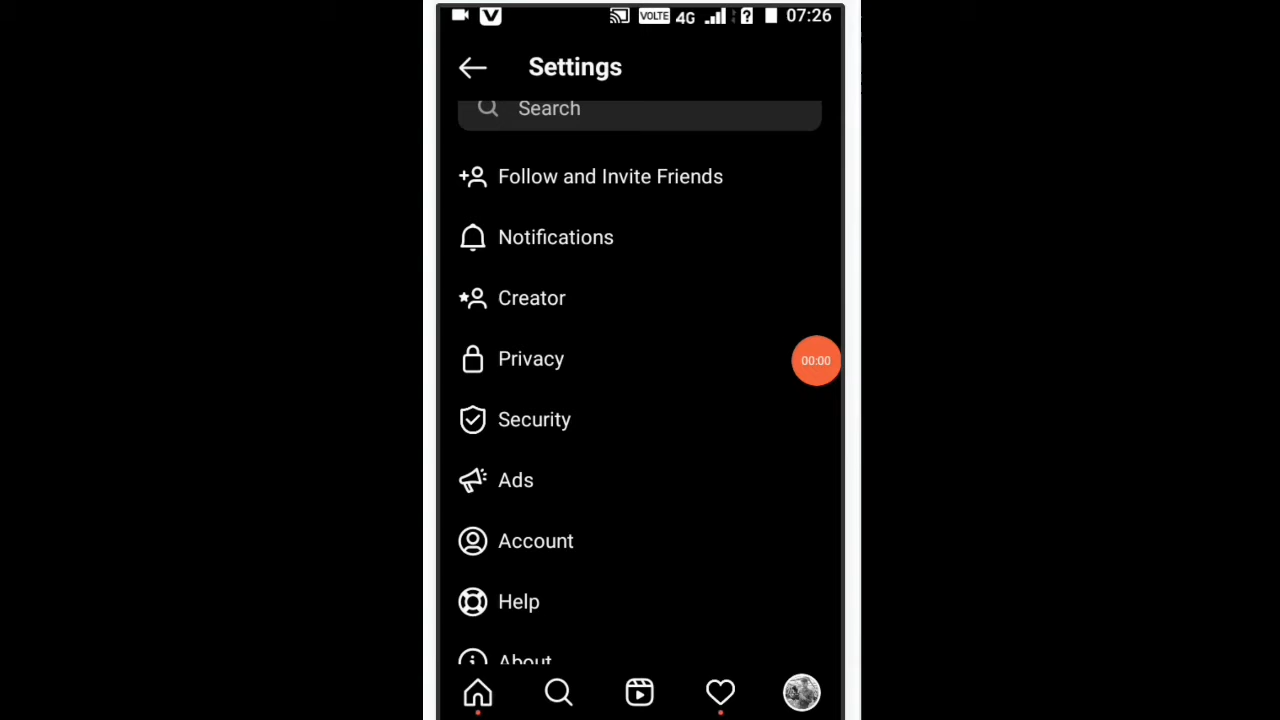 VOLTE 4G ? 07:26
Settings
Search
Follow and Invite Friends
Notifications
Creator
Privacy
00:00
Security
Ads
Account
Help
About